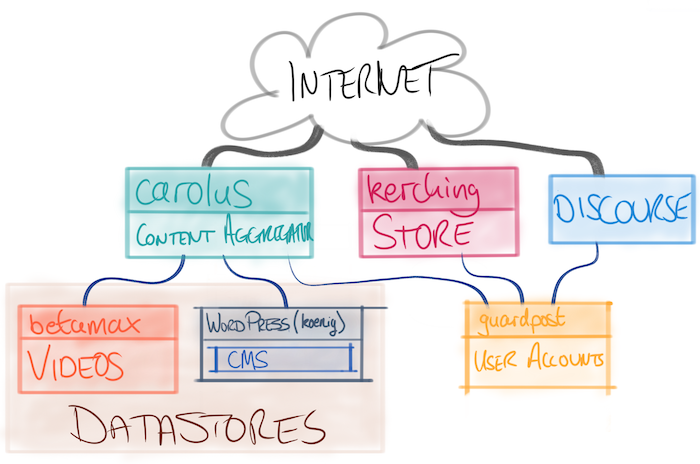 INTERNET
carolus
CONTENT AGGREGATOR
kerching
STORE
DISCOURSE
betamax
VIDEOS
WORDPRESS (koenig)
CMS
guardpost
USER ACCOUNTS
DATASTORES